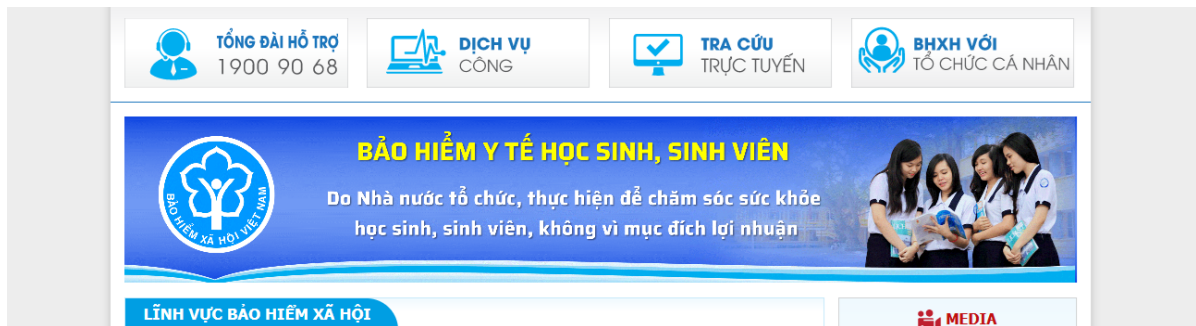 TỔNG ĐÀI HỖ TRỢ
1900 90 68
DỊCH VỤ
CÔNG
TRA CỨU
TRỰC TUYẾN
BHXH VỚI
TỔ CHỨC CÁ NHÂN
BẢO HIỂM Y TẾ HỌC SINH, SINH VIÊN
Do Nhà nước tổ chức, thực hiện để chăm sóc sức khỏe
học sinh, sinh viên, không vì mục đích lợi nhuận
BẢO HIỂM XÃ HỘI VIỆT NAM
LĨNH VỰC BẢO HIỂM XÃ HỘI
MEDIA